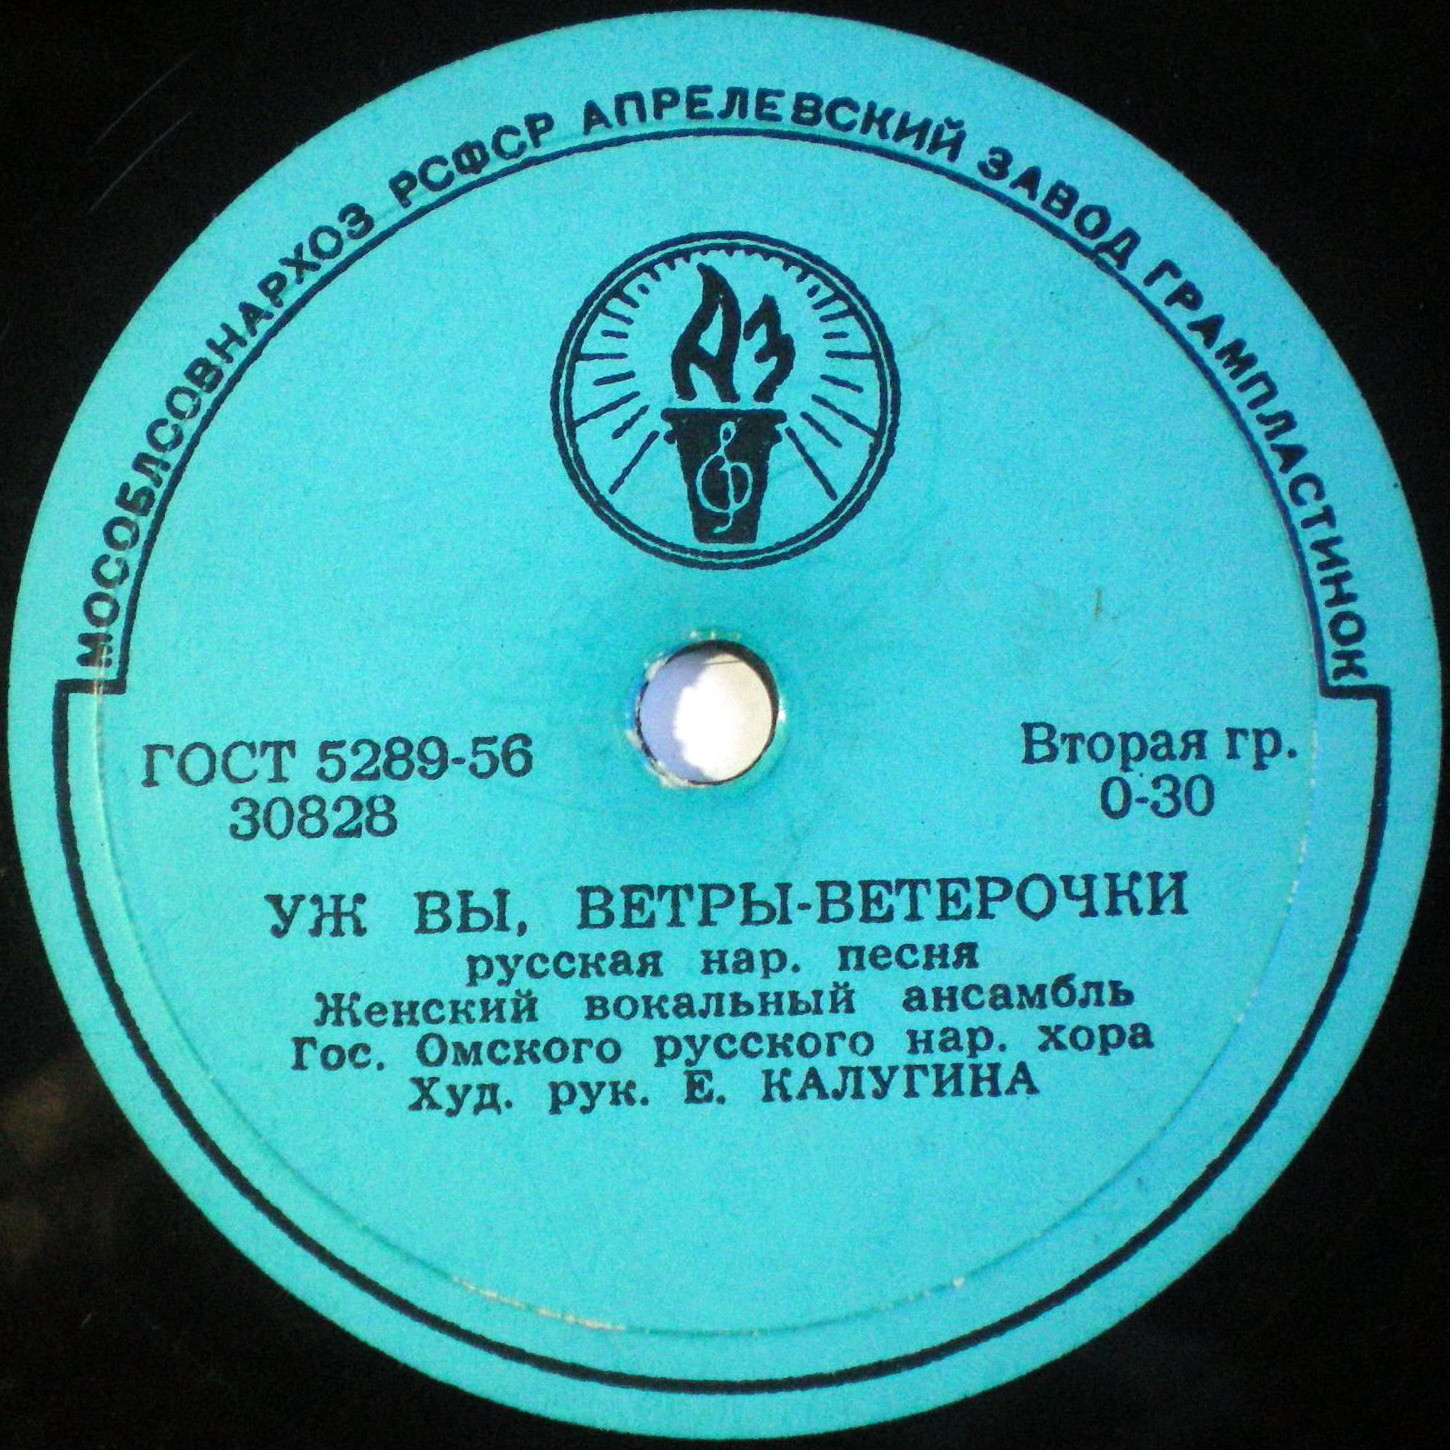 МОСОБЛСОВНАРХОЗ РСФСР АПРЕЛЕВСКИЙ ЗАВОД ГРАМПЛАСТИНОК
АЗ
ГОСТ 5289-56
30828
Вторая гр.
0-30
УЖ ВЫ, ВЕТРЫ-ВЕТЕРОЧКИ
русская нар. песня
Женский вокальный ансамбль
Гос. Омского русского нар. хора
Худ. рук. Е. КАЛУГИНА